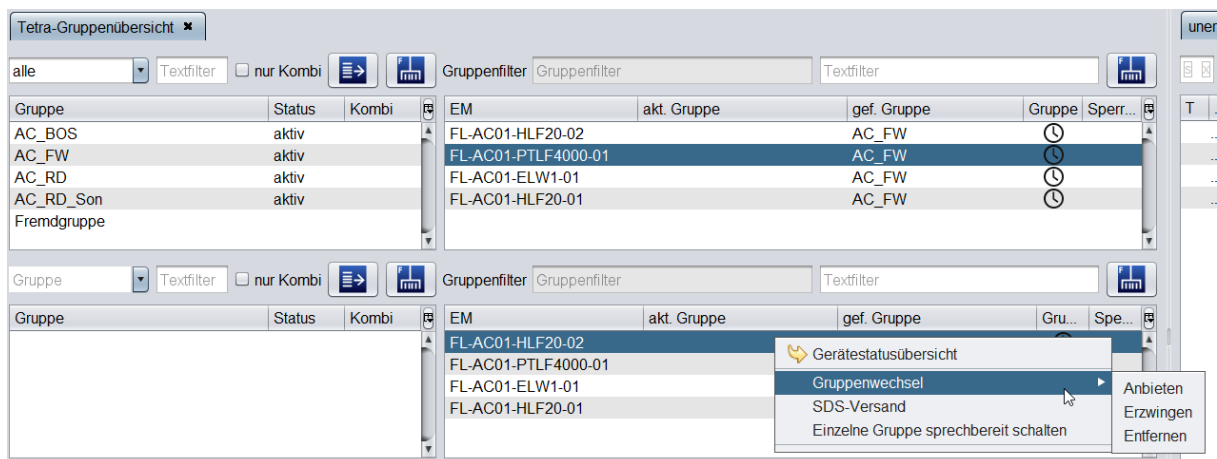 Tetra-Gruppenübersicht
uner
alle Textfilter nur Kombi Gruppenfilter Gruppenfilter Textfilter S X
Gruppe Status Kombi EM akt. Gruppe gef. Gruppe Gruppe Sperr... T ..
AC_BOS aktiv FL-AC01-HLF20-02 AC_FW
AC_FW aktiv FL-AC01-PTLF4000-01 AC_FW
AC_RD aktiv FL-AC01-ELW1-01 AC_FW
AC_RD_Son aktiv FL-AC01-HLF20-01 AC_FW
Fremdgruppe
Gruppe Textfilter nur Kombi Gruppenfilter Gruppenfilter Textfilter
Gruppe Status Kombi EM akt. Gruppe gef. Gruppe Gru... Spe...
FL-AC01-HLF20-02
FL-AC01-PTLF4000-01
FL-AC01-ELW1-01
FL-AC01-HLF20-01
Gerätestatusübersicht
Gruppenwechsel
SDS-Versand
Einzelne Gruppe sprechbereit schalten
Anbieten
Erzwingen
Entfernen